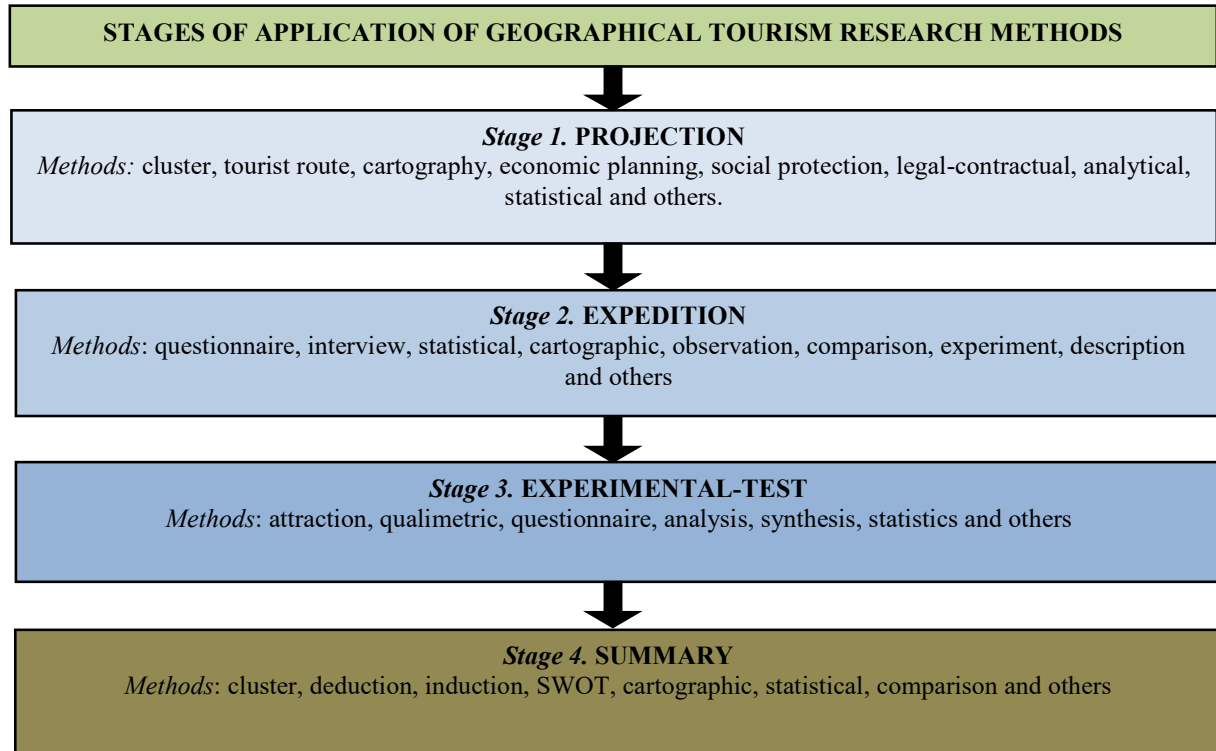 STAGES OF APPLICATION OF GEOGRAPHICAL TOURISM RESEARCH METHODS
Stage 1. PROJECTION
Methods: cluster, tourist route, cartography, economic planning, social protection, legal-contractual, analytical,
statistical and others.
Stage 2. EXPEDITION
Methods: questionnaire, interview, statistical, cartographic, observation, comparison, experiment, description
and others
Stage 3. EXPERIMENTAL-TEST
Methods: attraction, qualimetric, questionnaire, analysis, synthesis, statistics and others
Stage 4. SUMMARY
Methods: cluster, deduction, induction, SWOT, cartographic, statistical, comparison and others